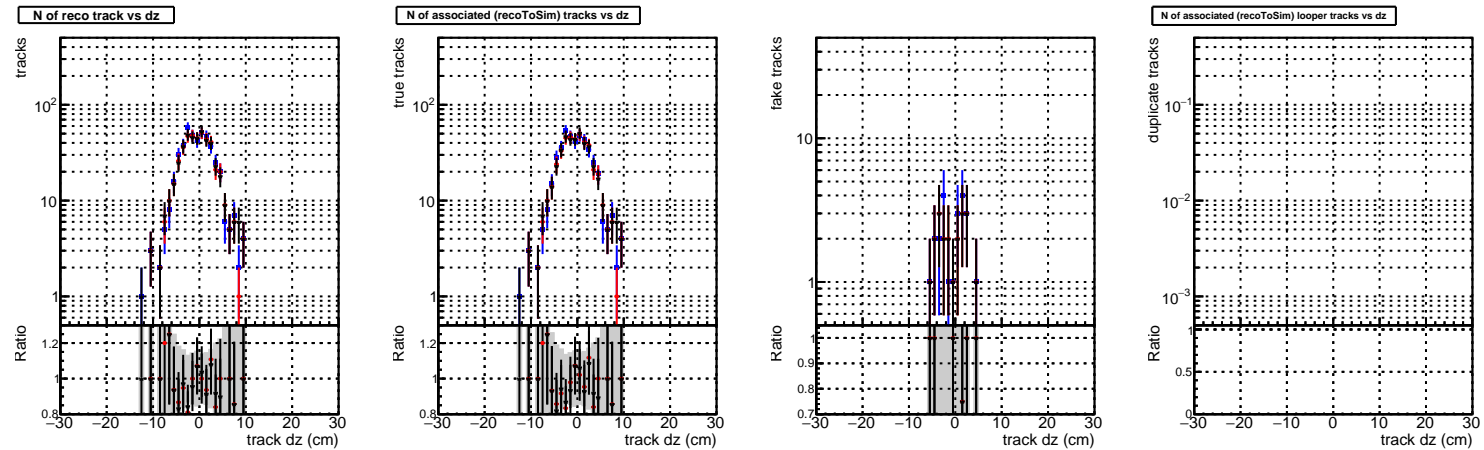 N of reco track vs dz
tracks
10²
10
1
Ratio
1.2
1
0.8
−30 −20 −10 0 10 20 30
track dz (cm)
N of associated (recoToSim) tracks vs dz
true tracks
10²
10
1
Ratio
1.2
1
0.8
−30 −20 −10 0 10 20 30
track dz (cm)
fake tracks
10
1
Ratio
1
0.9
0.8
0.7
−30 −20 −10 0 10 20 30
track dz (cm)
N of associated (recoToSim) looper tracks vs dz
duplicate tracks
10⁻¹
10⁻²
10⁻³
Ratio
1
0.5
0
−30 −20 −10 0 10 20 30
track dz (cm)